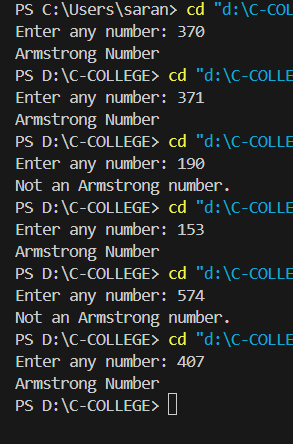 PS C:\Users\saran> cd "d:\C-COL
Enter any number: 370
Armstrong Number
PS D:\C-COLLEGE> cd "d:\C-COLLE
Enter any number: 371
Armstrong Number
PS D:\C-COLLEGE> cd "d:\C-COLLE
Enter any number: 190
Not an Armstrong number.
PS D:\C-COLLEGE> cd "d:\C-COLLE
Enter any number: 153
Armstrong Number
PS D:\C-COLLEGE> cd "d:\C-COLLE
Enter any number: 574
Not an Armstrong number.
PS D:\C-COLLEGE> cd "d:\C-COLLE
Enter any number: 407
Armstrong Number
PS D:\C-COLLEGE>